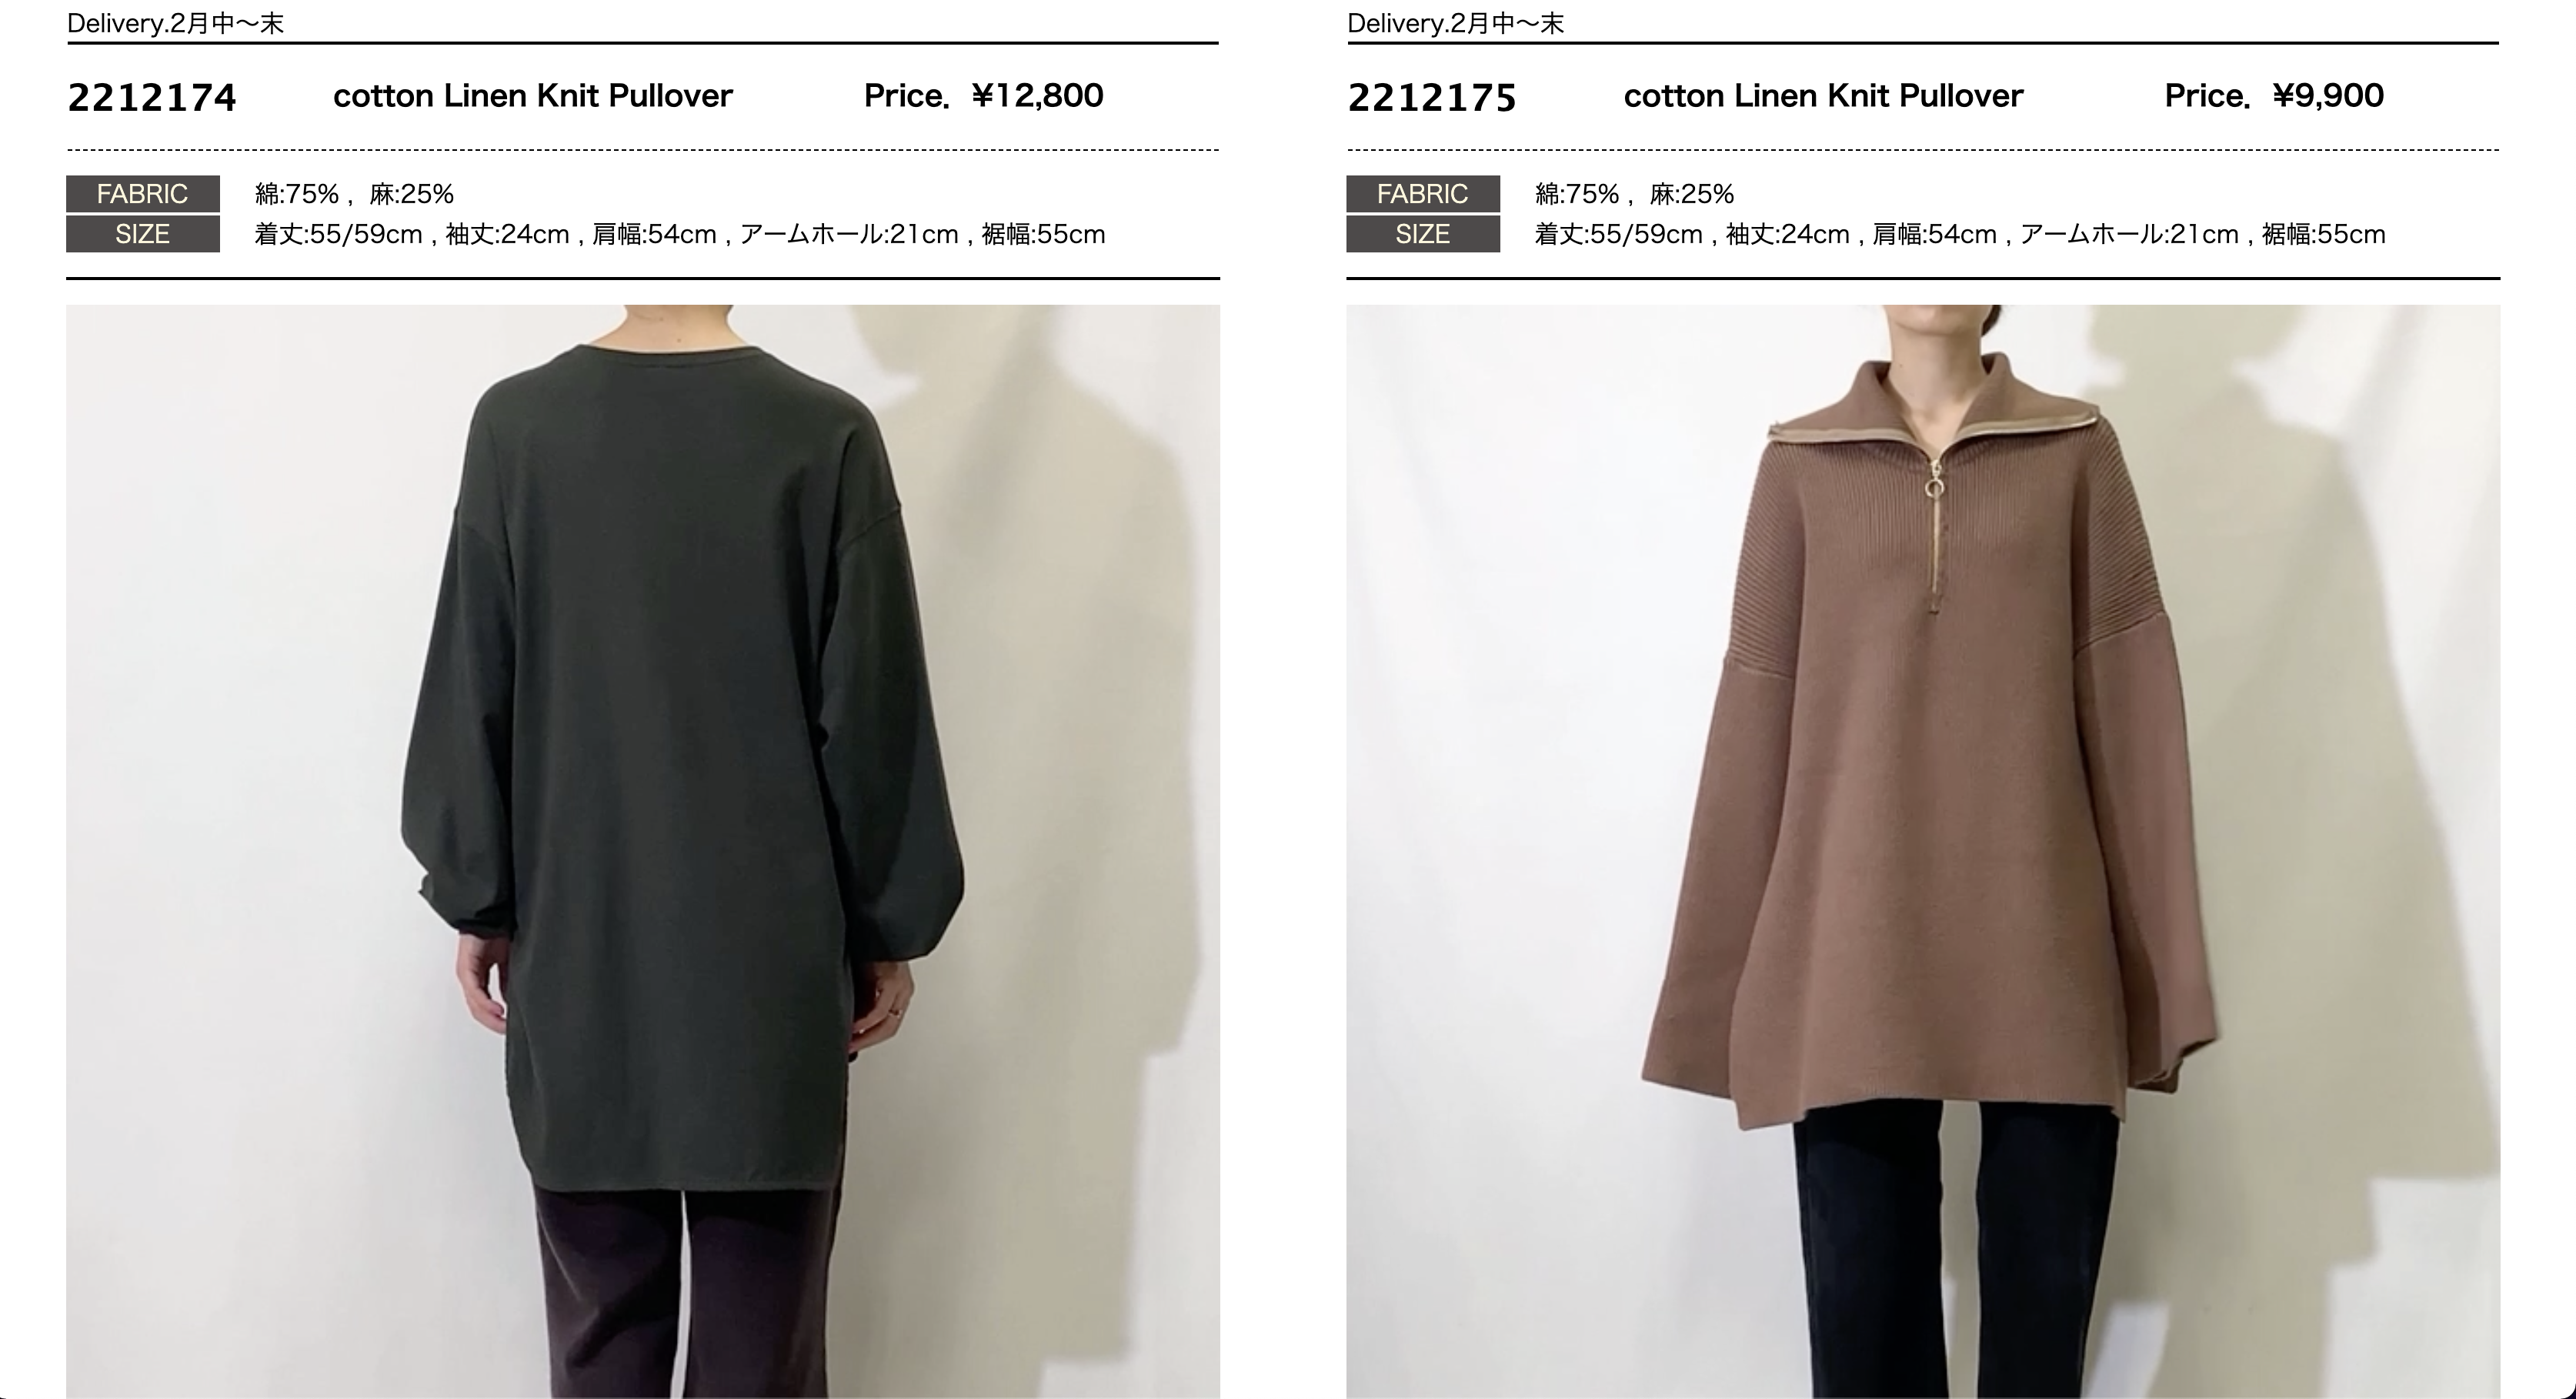 Delivery.2月中〜末
2212174 cotton Linen Knit Pullover Price. ¥12,800
FABRIC 綿:75% , 麻:25%
SIZE 着丈:55/59cm , 袖丈:24cm , 肩幅:54cm , アームホール:21cm , 裾幅:55cm
Delivery.2月中〜末
2212175 cotton Linen Knit Pullover Price. ¥9,900
FABRIC 綿:75% , 麻:25%
SIZE 着丈:55/59cm , 袖丈:24cm , 肩幅:54cm , アームホール:21cm , 裾幅:55cm